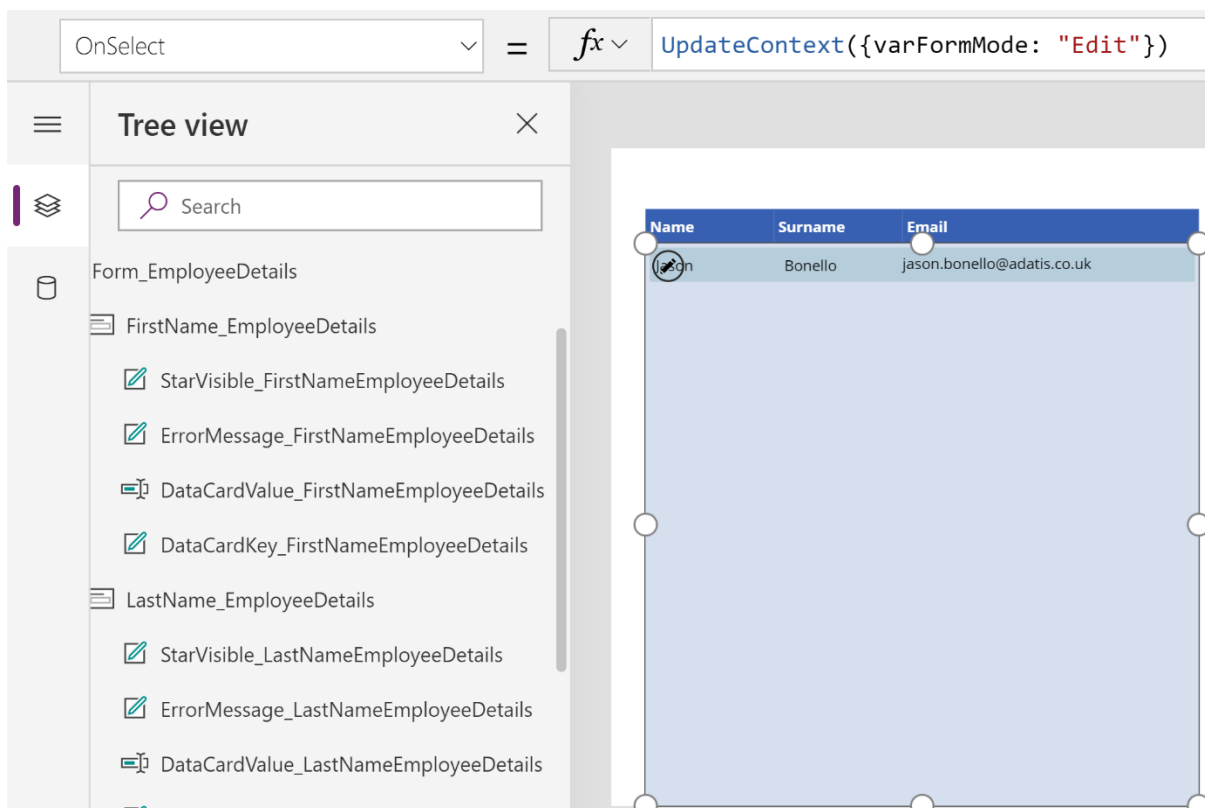 OnSelect = fx UpdateContext({varFormMode: "Edit"})
Tree view
Search
Form_EmployeeDetails
FirstName_EmployeeDetails
StarVisible_FirstNameEmployeeDetails
ErrorMessage_FirstNameEmployeeDetails
DataCardValue_FirstNameEmployeeDetails
DataCardKey_FirstNameEmployeeDetails
LastName_EmployeeDetails
StarVisible_LastNameEmployeeDetails
ErrorMessage_LastNameEmployeeDetails
DataCardValue_LastNameEmployeeDetails
Name Surname Email
Jason Bonello jason.bonello@adatis.co.uk